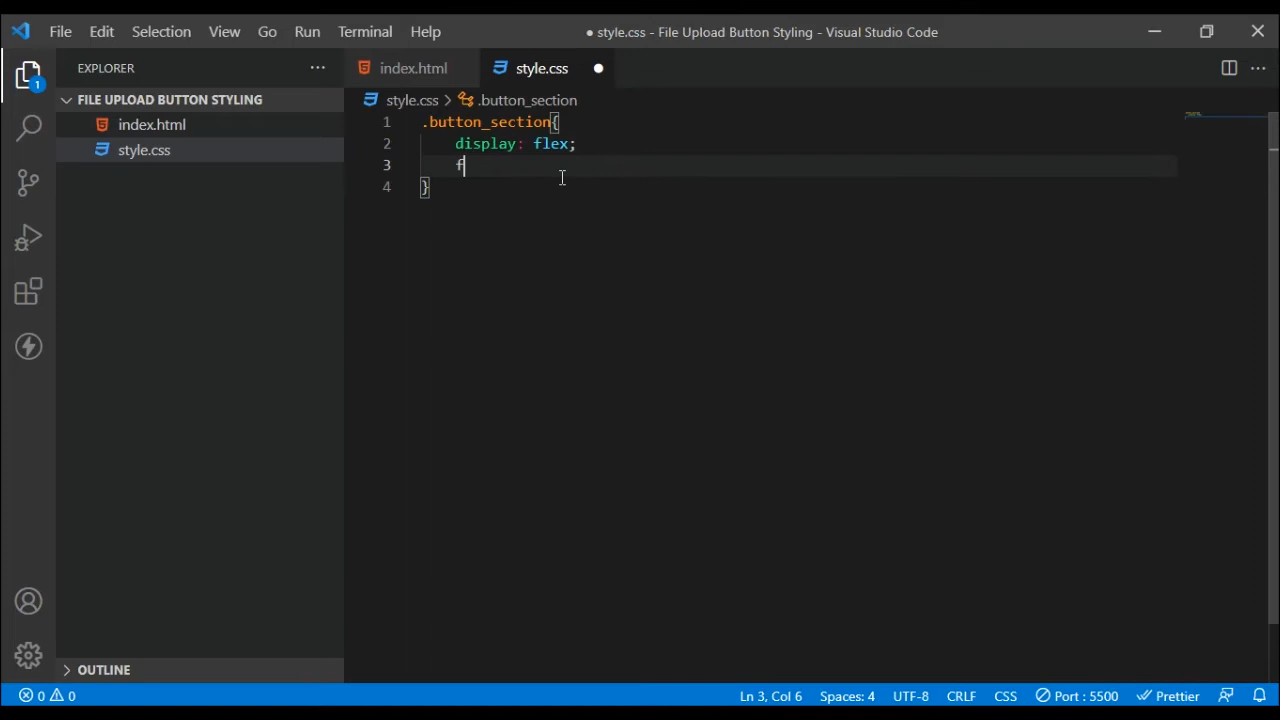 File Edit Selection View Go Run Terminal Help
● style.css - File Upload Button Styling - Visual Studio Code
EXPLORER
index.html
style.css
FILE UPLOAD BUTTON STYLING
style.css > .button_section
index.html
style.css
1 .button_section{
2 display: flex;
3 f
4 }
1
OUTLINE
0 0
Ln 3, Col 6
Spaces: 4
UTF-8
CRLF
CSS
Port : 5500
Prettier